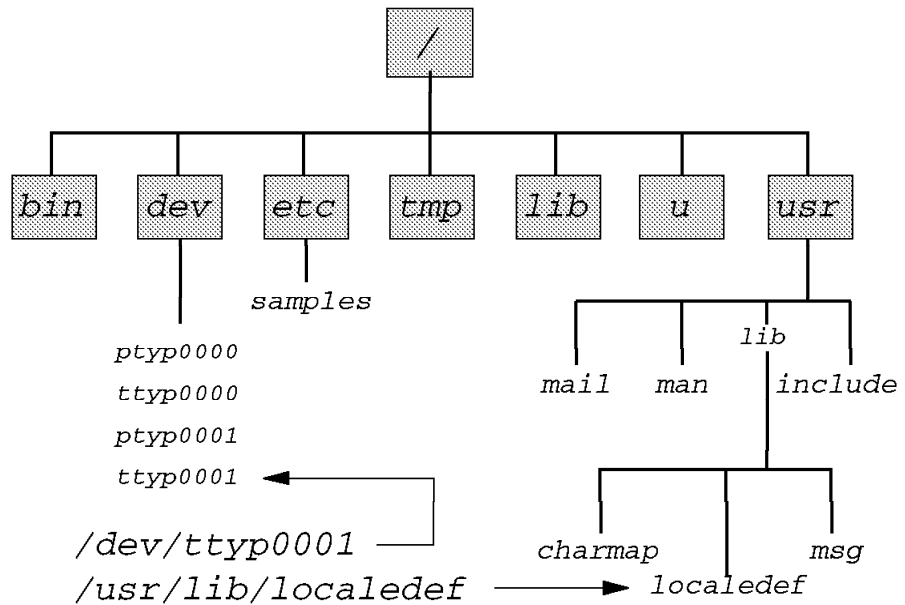 /
bin dev etc tmp lib u usr
samples
lib
ptyp0000
mail man include
ttyp0000
ptyp0001
ttyp0001
/dev/ttyp0001
charmap msg
/usr/lib/localedef
localedef